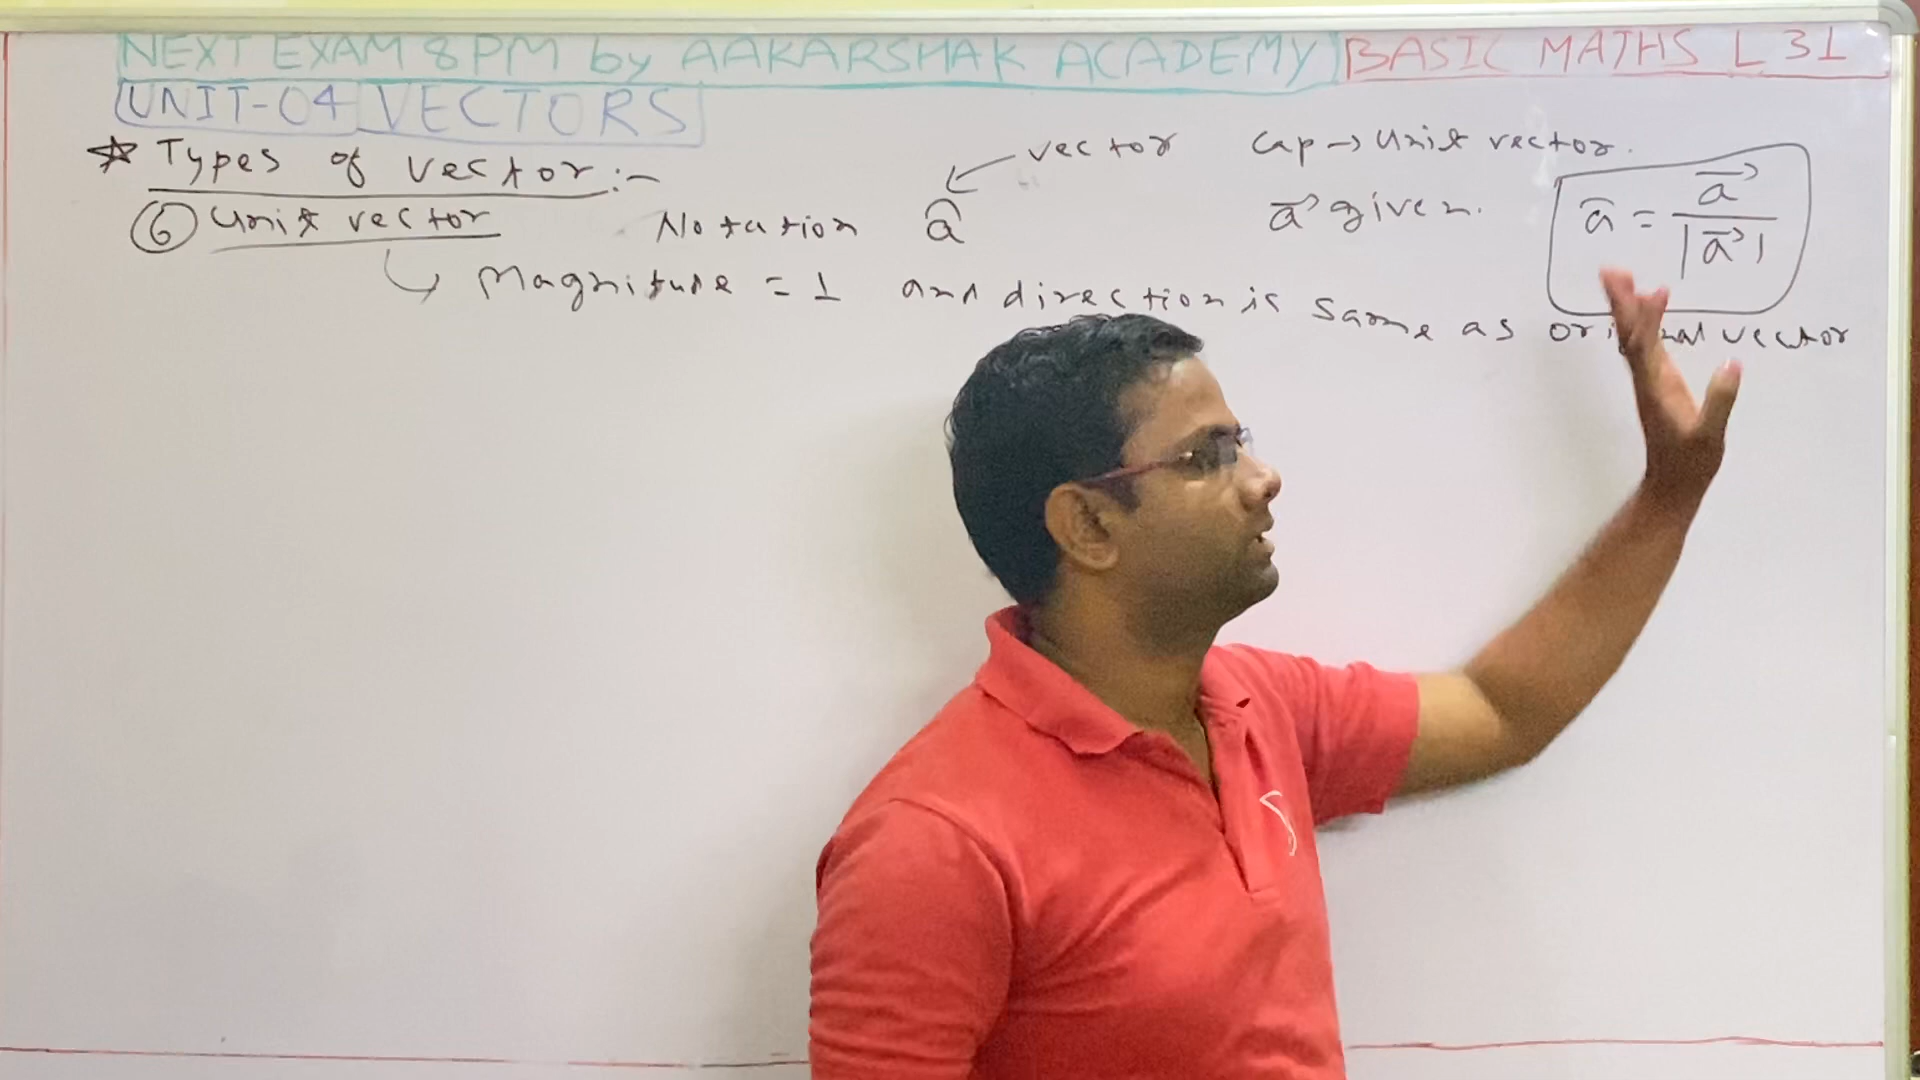 NEXT EXAM 8PM by AAKARSHAK ACADEMY BASIC MATHS L 31
UNIT-04 VECTORS
☆ Types of vector :-
vector Cap → Unit vector.
⑥ Unit vector Notation â a⃗ given. â = a⃗ / |a⃗|
↳ Magnitude = 1 and direction is same as vector